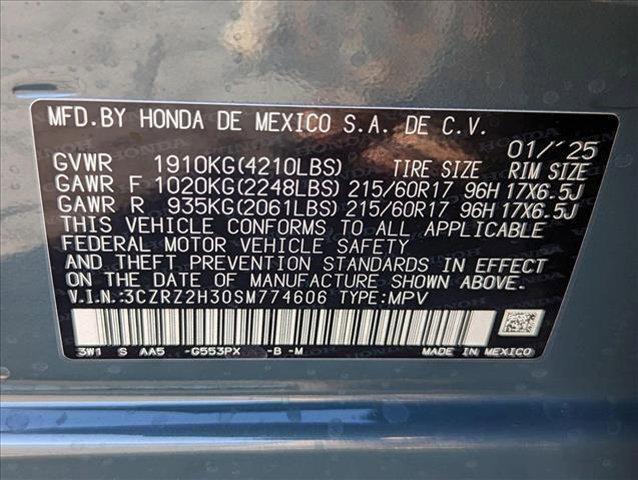 MFD.BY HONDA DE MEXICO S.A. DE C.V.
01/'25
GVWR 1910KG(4210LBS) TIRE SIZE RIM SIZE
GAWR F 1020KG(2248LBS) 215/60R17 96H 17X6.5J
GAWR R 935KG(2061LBS) 215/60R17 96H 17X6.5J
THIS VEHICLE CONFORMS TO ALL APPLICABLE
FEDERAL MOTOR VEHICLE SAFETY
AND THEFT PREVENTION STANDARDS IN EFFECT
ON THE DATE OF MANUFACTURE SHOWN ABOVE.
V.I.N.:3CZRZ2H30SM774606 TYPE:MPV
3W1 S AA5 -G553PX -B -M MADE IN MEXICO